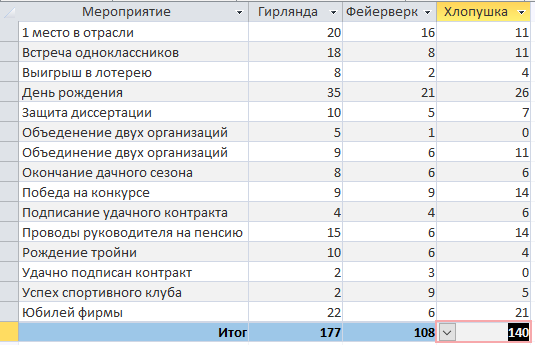 Мероприятие Гирлянда Фейерверк Хлопушка
1 место в отрасли 20 16 11
Встреча одноклассников 18 8 11
Выигрыш в лотерею 8 2 4
День рождения 35 21 26
Защита диссертации 10 5 7
Объеденение двух организаций 5 1 0
Объединение двух организаций 9 6 11
Окончание дачного сезона 8 6 6
Победа на конкурсе 9 9 14
Подписание удачного контракта 4 4 6
Проводы руководителя на пенсию 15 6 14
Рождение тройни 10 6 4
Удачно подписан контракт 2 3 0
Успех спортивного клуба 2 9 5
Юбилей фирмы 22 6 21
Итог 177 108 140